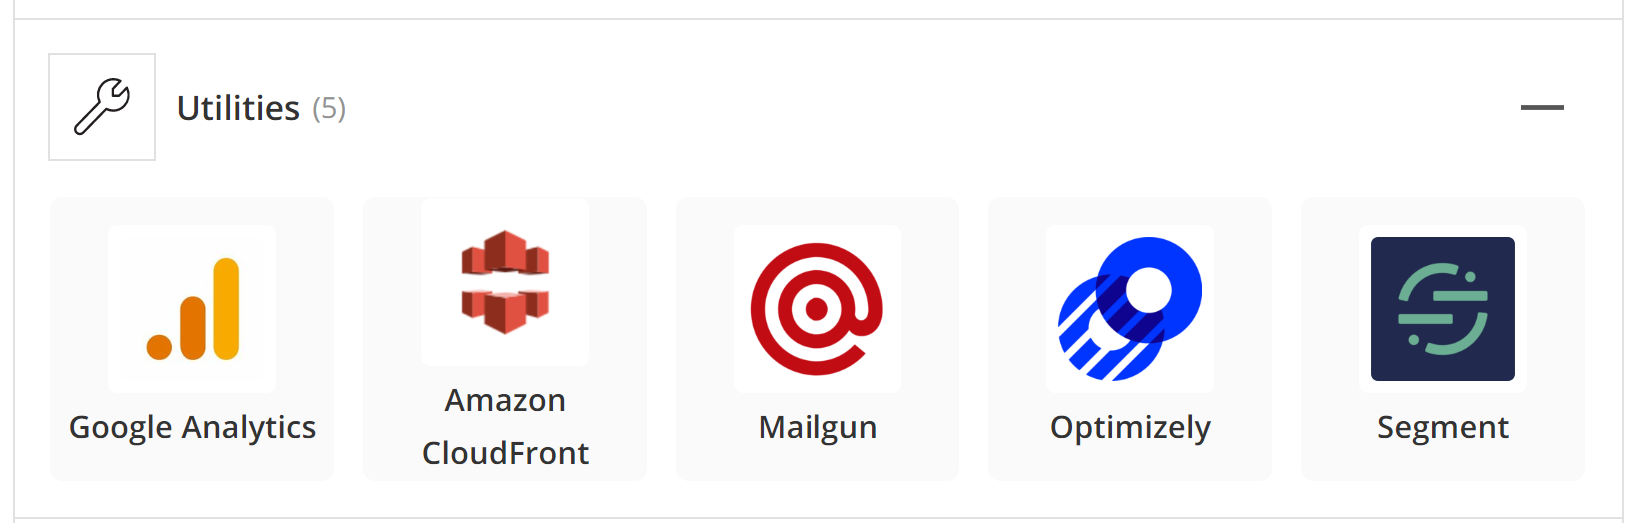 Utilities (5)
Google Analytics
Amazon
CloudFront
Mailgun
Optimizely
Segment